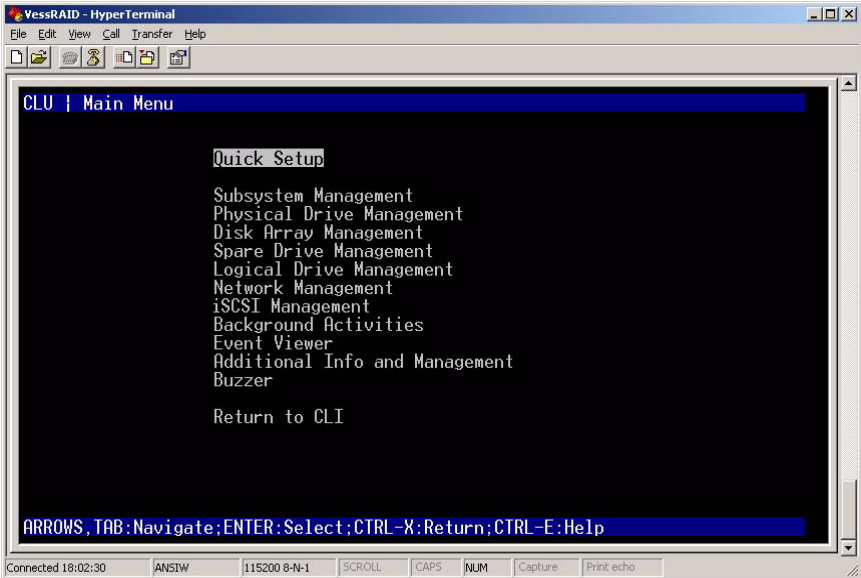 VessRAID - HyperTerminal
File Edit View Call Transfer Help
CLU | Main Menu
Quick Setup
Subsystem Management
Physical Drive Management
Disk Array Management
Spare Drive Management
Logical Drive Management
Network Management
iSCSI Management
Background Activities
Event Viewer
Additional Info and Management
Buzzer
Return to CLI
ARROWS,TAB:Navigate;ENTER:Select;CTRL-X:Return;CTRL-E:Help
Connected 18:02:30 ANSIW 115200 8-N-1 SCROLL CAPS NUM Capture Print echo